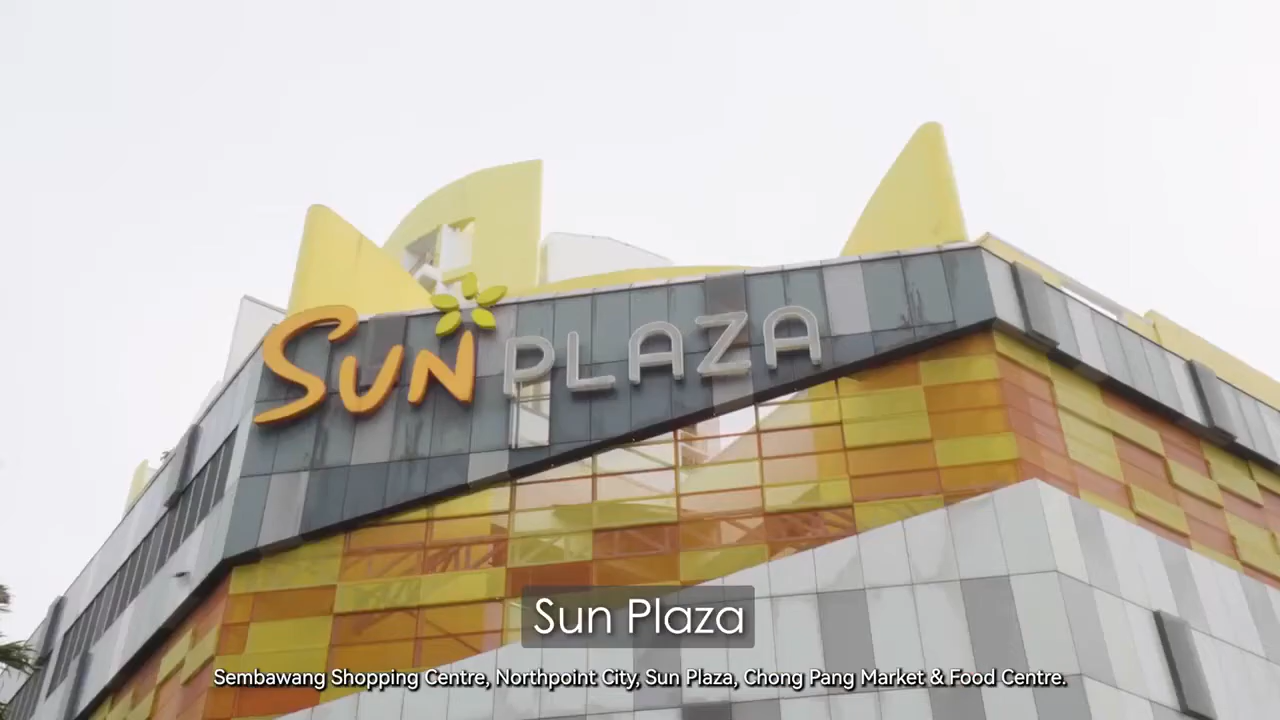 SUN PLAZA
Sun Plaza
Sembawang Shopping Centre, Northpoint City, Sun Plaza, Chong Pang Market & Food Centre.